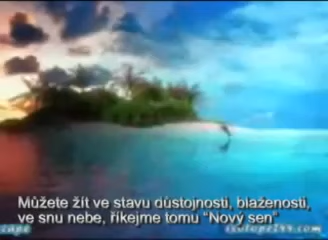 Můžete žít ve stavu důstojnosti, blaženosti,
ve snu nebe, říkejme tomu "Nový sen"